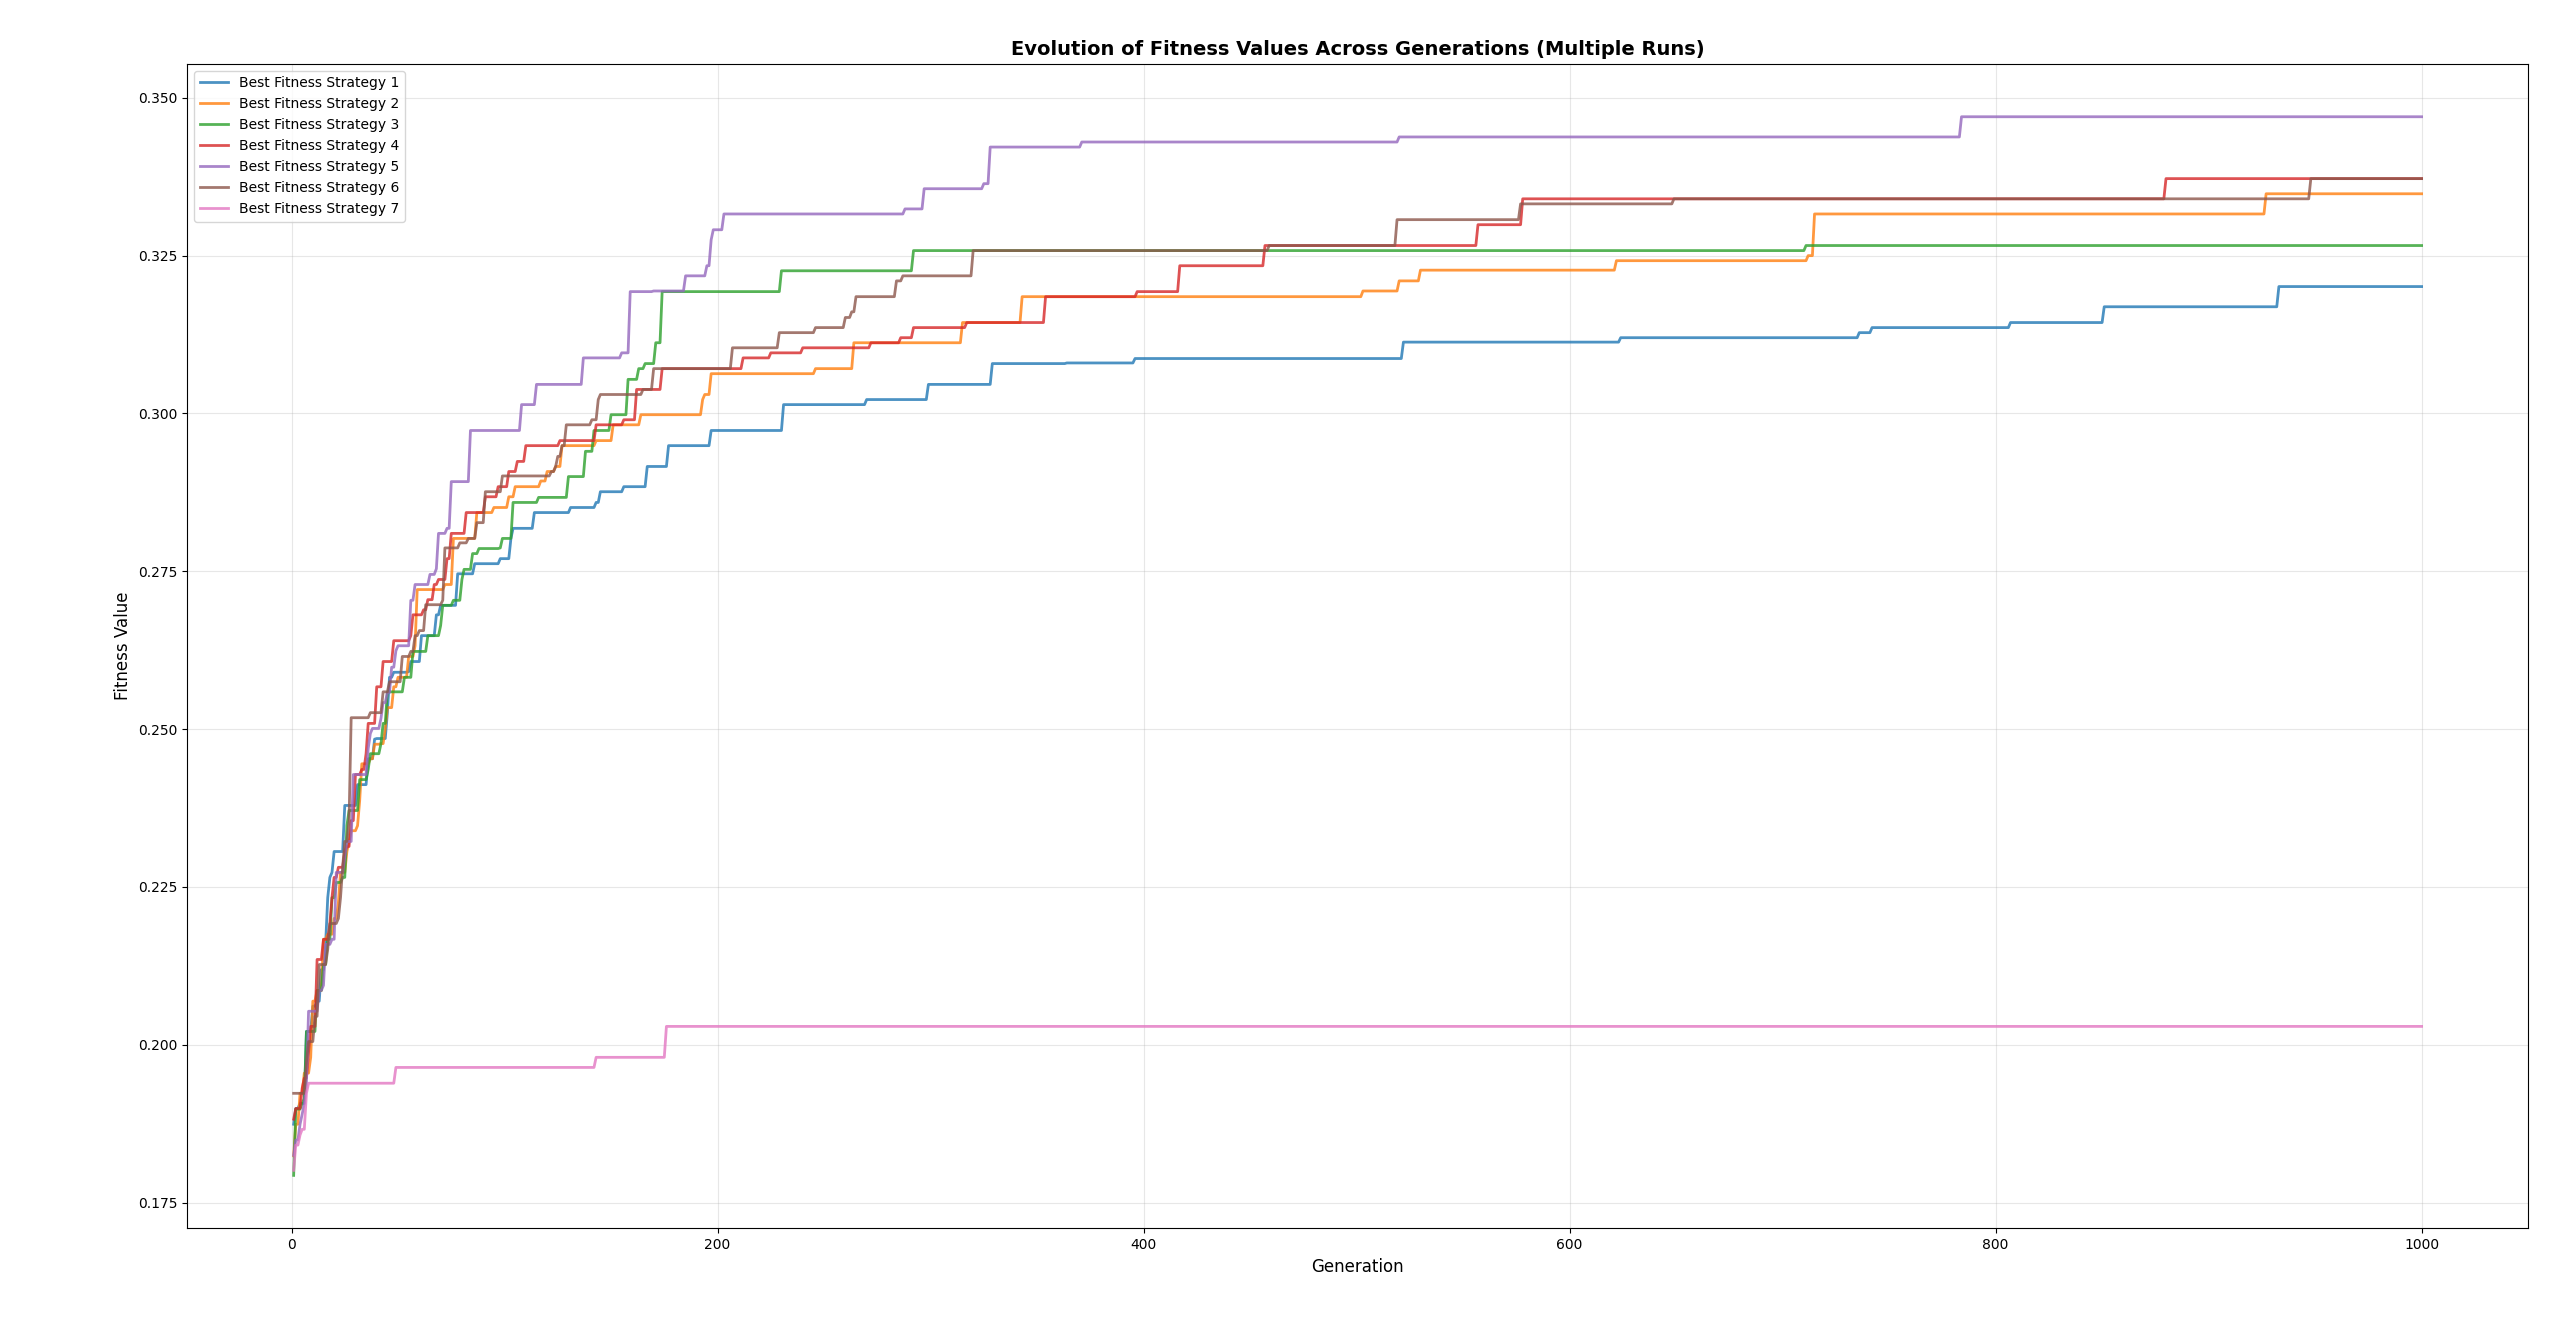 Evolution of Fitness Values Across Generations (Multiple Runs)
Best Fitness Strategy 1
Best Fitness Strategy 2
Best Fitness Strategy 3
Best Fitness Strategy 4
Best Fitness Strategy 5
Best Fitness Strategy 6
Best Fitness Strategy 7
Fitness Value
0.350
0.325
0.300
0.275
0.250
0.225
0.200
0.175
0
200
400
600
800
1000
Generation